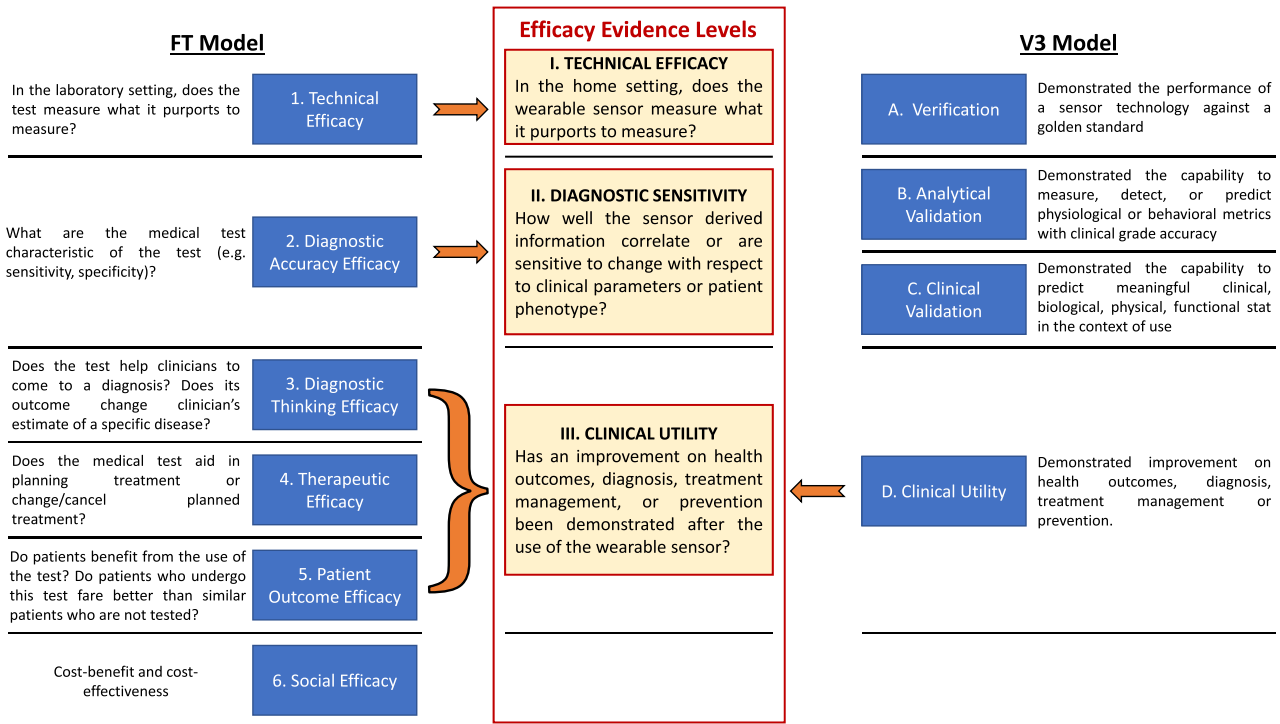 FT Model
In the laboratory setting, does the
test measure what it purports to
measure?
1. Technical
Efficacy
What are the medical test
characteristic of the test (e.g.
sensitivity, specificity)?
2. Diagnostic
Accuracy Efficacy
Does the test help clinicians to
come to a diagnosis? Does its
outcome change clinician's
estimate of a specific disease?
3. Diagnostic
Thinking Efficacy
Does the medical test aid in
planning treatment or
change/cancel planned
treatment?
4. Therapeutic
Efficacy
Do patients benefit from the use of
the test? Do patients who undergo
this test fare better than similar
patients who are not tested?
5. Patient
Outcome Efficacy
Cost-benefit and cost-
effectiveness
6. Social Efficacy
Efficacy Evidence Levels
I. TECHNICAL EFFICACY
In the home setting, does the
wearable sensor measure what
it purports to measure?
II. DIAGNOSTIC SENSITIVITY
How well the sensor derived
information correlate or are
sensitive to change with respect
to clinical parameters or patient
phenotype?
III. CLINICAL UTILITY
Has an improvement on health
outcomes, diagnosis, treatment
management, or prevention
been demonstrated after the
use of the wearable sensor?
V3 Model
A. Verification
Demonstrated the performance of
a sensor technology against a
golden standard
B. Analytical
Validation
Demonstrated the capability to
measure, detect, or predict
physiological or behavioral metrics
with clinical grade accuracy
C. Clinical
Validation
Demonstrated the capability to
predict meaningful clinical,
biological, physical, functional stat
in the context of use
D. Clinical Utility
Demonstrated improvement on
health outcomes, diagnosis,
treatment management or
prevention.